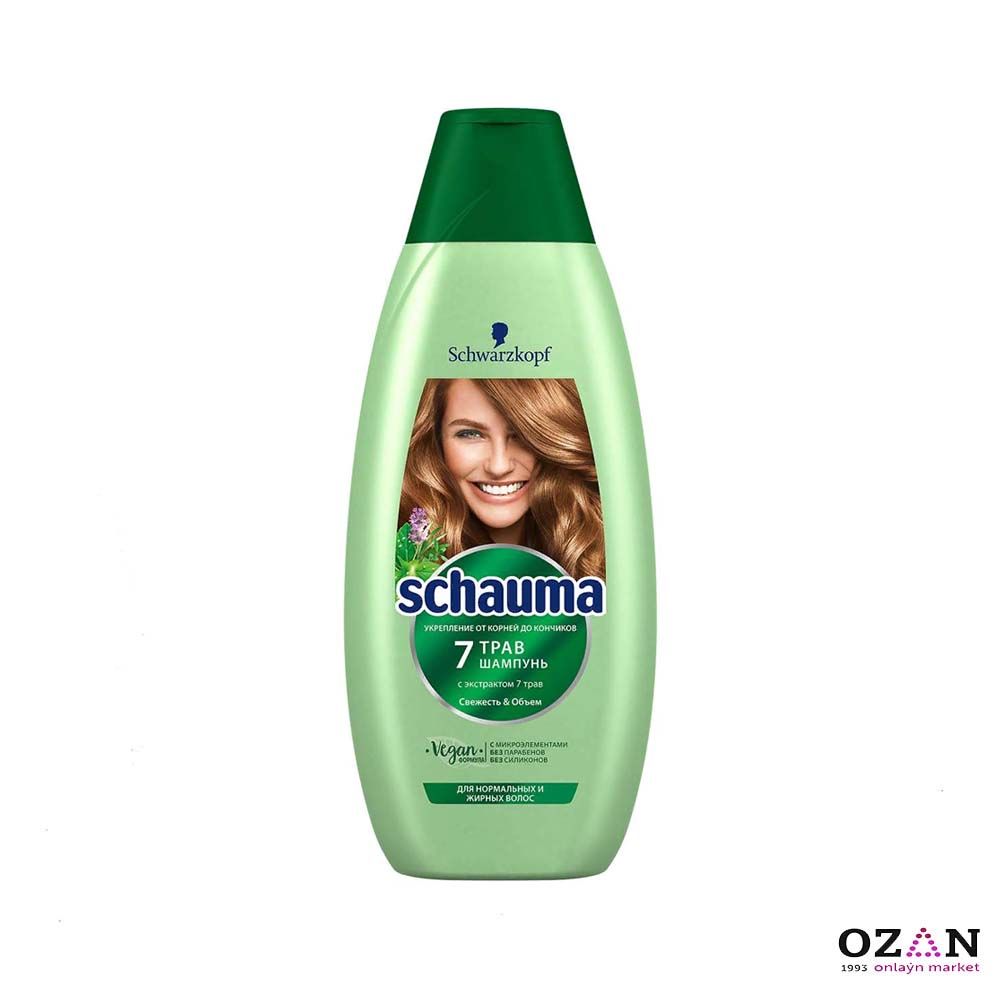 Schwarzkopf
schauma
УКРЕПЛЕНИЕ ОТ КОРНЕЙ ДО КОНЧИКОВ
7 ТРАВ
ШАМПУНЬ
с экстрактом 7 трав
Свежесть & Объем
Vegan
ФОРМУЛА
С МИКРОЭЛЕМЕНТАМИ
БЕЗ ПАРАБЕНОВ
БЕЗ СИЛИКОНОВ
ДЛЯ НОРМАЛЬНЫХ И
ЖИРНЫХ ВОЛОС
OZAN
1993 onlaýn market